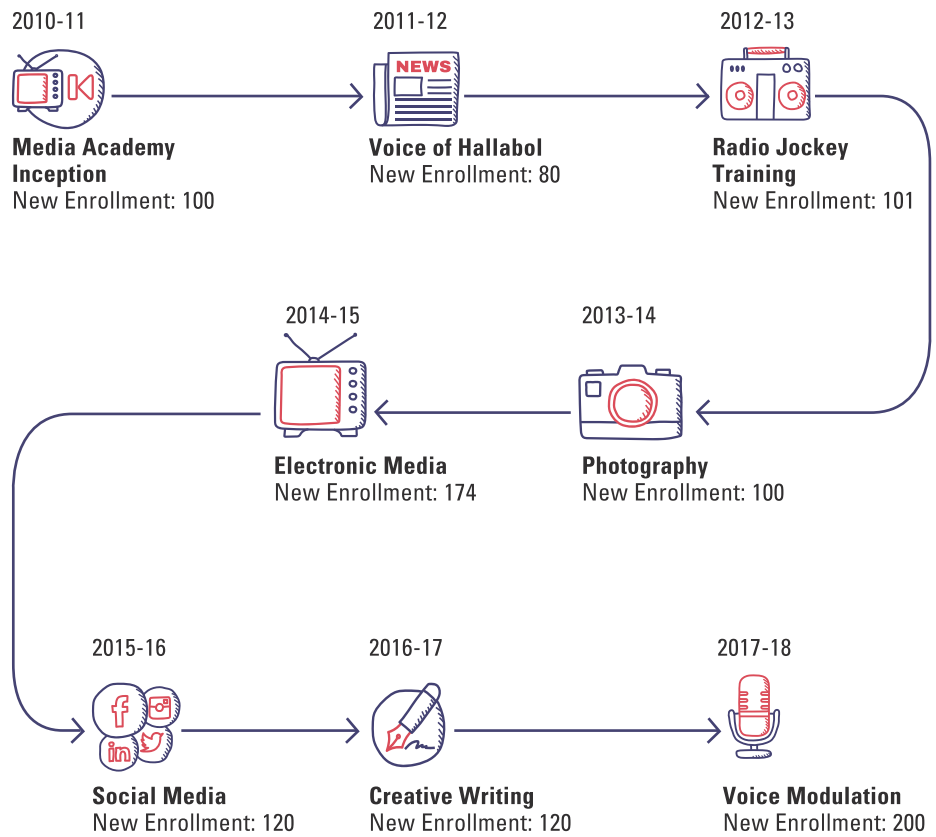 2010-11
Media Academy
Inception
New Enrollment: 100
2011-12
NEWS
Voice of Hallabol
New Enrollment: 80
2012-13
Radio Jockey
Training
New Enrollment: 101
2013-14
Photography
New Enrollment: 100
2014-15
Electronic Media
New Enrollment: 174
2015-16
f
in
Social Media
New Enrollment: 120
2016-17
Creative Writing
New Enrollment: 120
2017-18
Voice Modulation
New Enrollment: 200